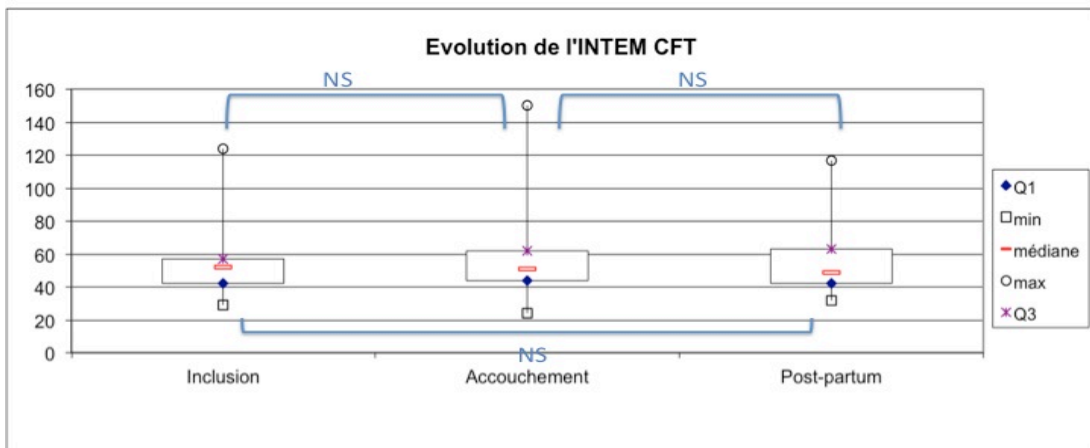 Evolution de l'INTEM CFT
NS
NS
160
140
120
100
80
60
40
20
0
NS
Inclusion
Accouchement
Post-partum
Q1
min
médiane
max
Q3